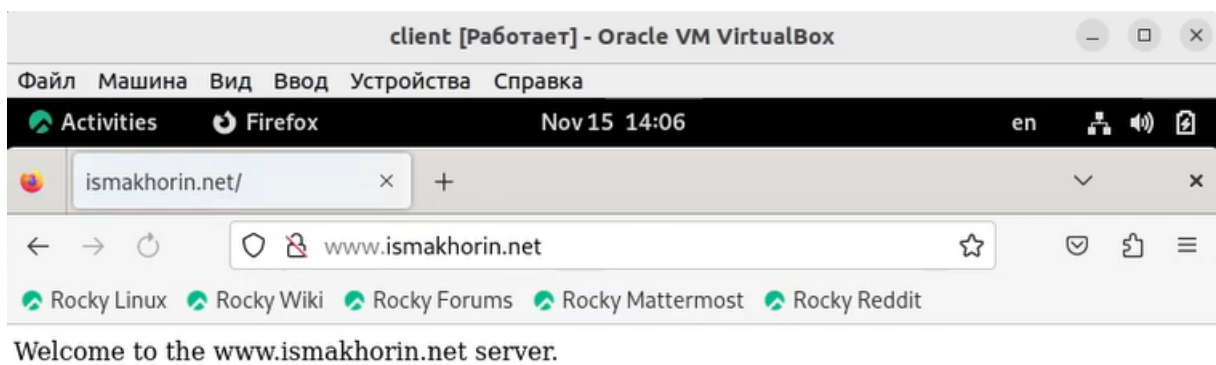 client [Работает] - Oracle VM VirtualBox
Файл Машина Вид Ввод Устройства Справка
Activities Firefox Nov 15 14:06 en
ismakhorin.net/
www.ismakhorin.net
Rocky Linux Rocky Wiki Rocky Forums Rocky Mattermost Rocky Reddit
Welcome to the www.ismakhorin.net server.